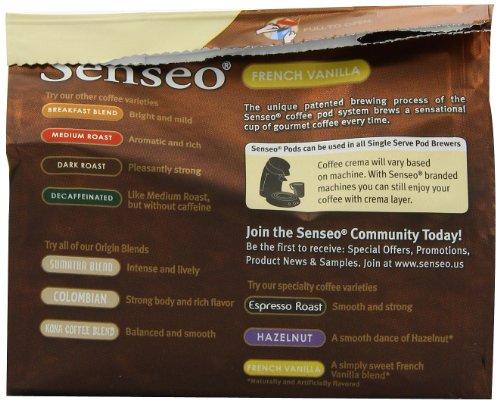 PULL TO OPEN
Senseo®
FRENCH VANILLA
Try our other coffee varieties
BREAKFAST BLEND Bright and mild
MEDIUM ROAST Aromatic and rich
DARK ROAST Pleasantly strong
DECAFFEINATED Like Medium Roast,
but without caffeine
Try all of our Origin Blends
SUMATRA BLEND Intense and lively
COLOMBIAN Strong body and rich flavor
KONA COFFEE BLEND Balanced and smooth
The unique patented brewing process of the
Senseo® coffee pod system brews a sensational
cup of gourmet coffee every time.
Senseo® Pods can be used in all Single Serve Pod Brewers
Coffee crema will vary based
on machine. With Senseo® branded
machines you can still enjoy your
coffee with crema layer.
Join the Senseo® Community Today!
Be the first to receive: Special Offers, Promotions,
Product News & Samples. Join at www.senseo.us
Try our specialty coffee varieties
Espresso Roast Smooth and strong
HAZELNUT A smooth dance of Hazelnut*
FRENCH VANILLA A simply sweet French
Vanilla blend*
*Naturally and Artificially flavored